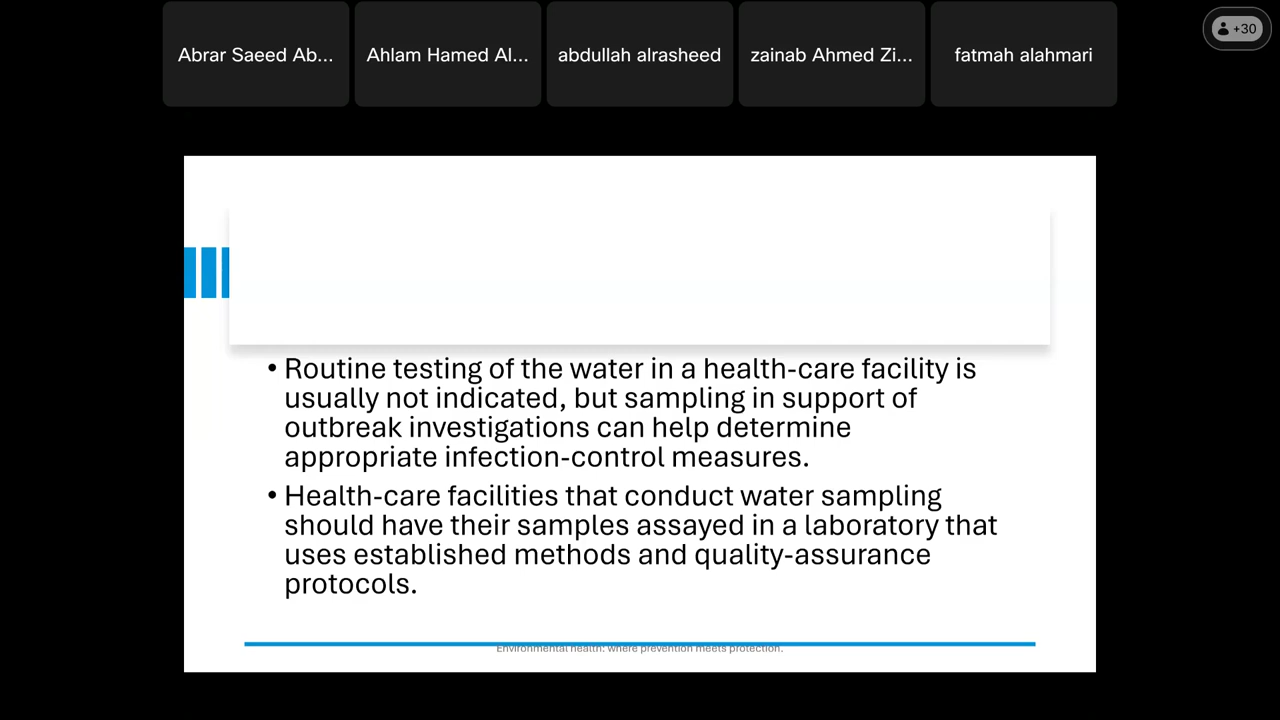 Abrar Saeed Ab...
Ahlam Hamed Al...
abdullah alrasheed
zainab Ahmed Zi...
fatmah alahmari
+30
• Routine testing of the water in a health-care facility is
usually not indicated, but sampling in support of
outbreak investigations can help determine
appropriate infection-control measures.
• Health-care facilities that conduct water sampling
should have their samples assayed in a laboratory that
uses established methods and quality-assurance
protocols.
Environmental health: where prevention meets protection.